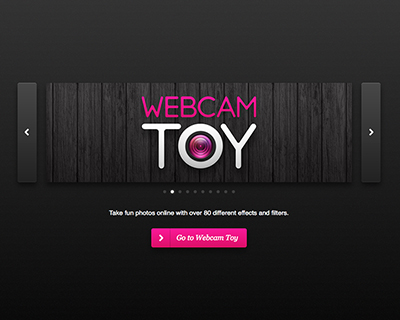 WEBCAM
TOY
Take fun photos online with over 80 different effects and filters.
Go to Webcam Toy